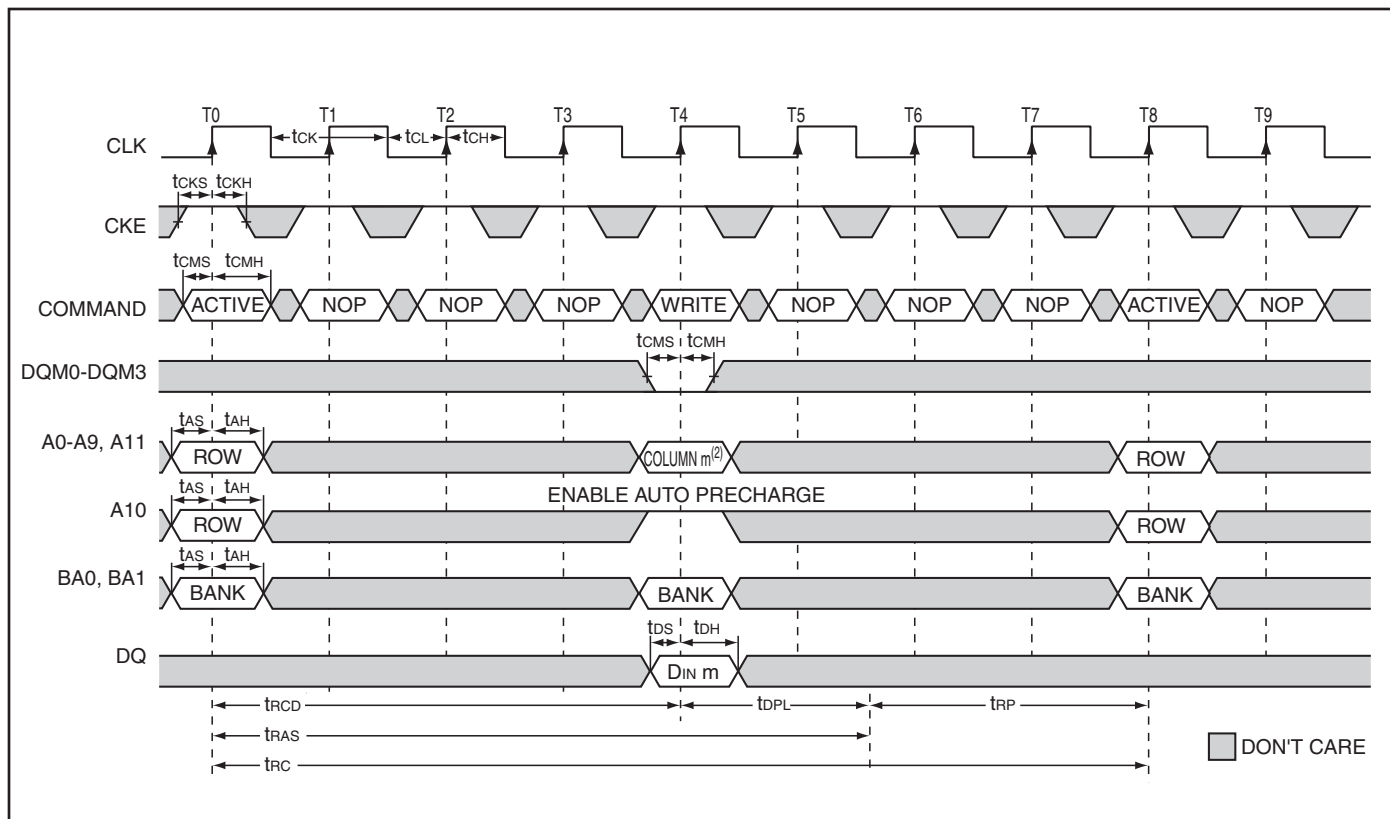 T0 T1 T2 T3 T4 T5 T6 T7 T8 T9
CLK tCK tCL tCH
tCKS tCKH
CKE
tCMS tCMH
COMMAND ACTIVE NOP NOP NOP WRITE NOP NOP NOP ACTIVE NOP
tCMS tCMH
DQM0-DQM3
tAS tAH
A0-A9, A11 ROW COLUMN m(2) ROW
tAS tAH ENABLE AUTO PRECHARGE
A10 ROW ROW
tAS tAH
BA0, BA1 BANK BANK BANK
tDS tDH
DQ DIN m
tRCD tDPL tRP
tRAS
tRC
DON'T CARE